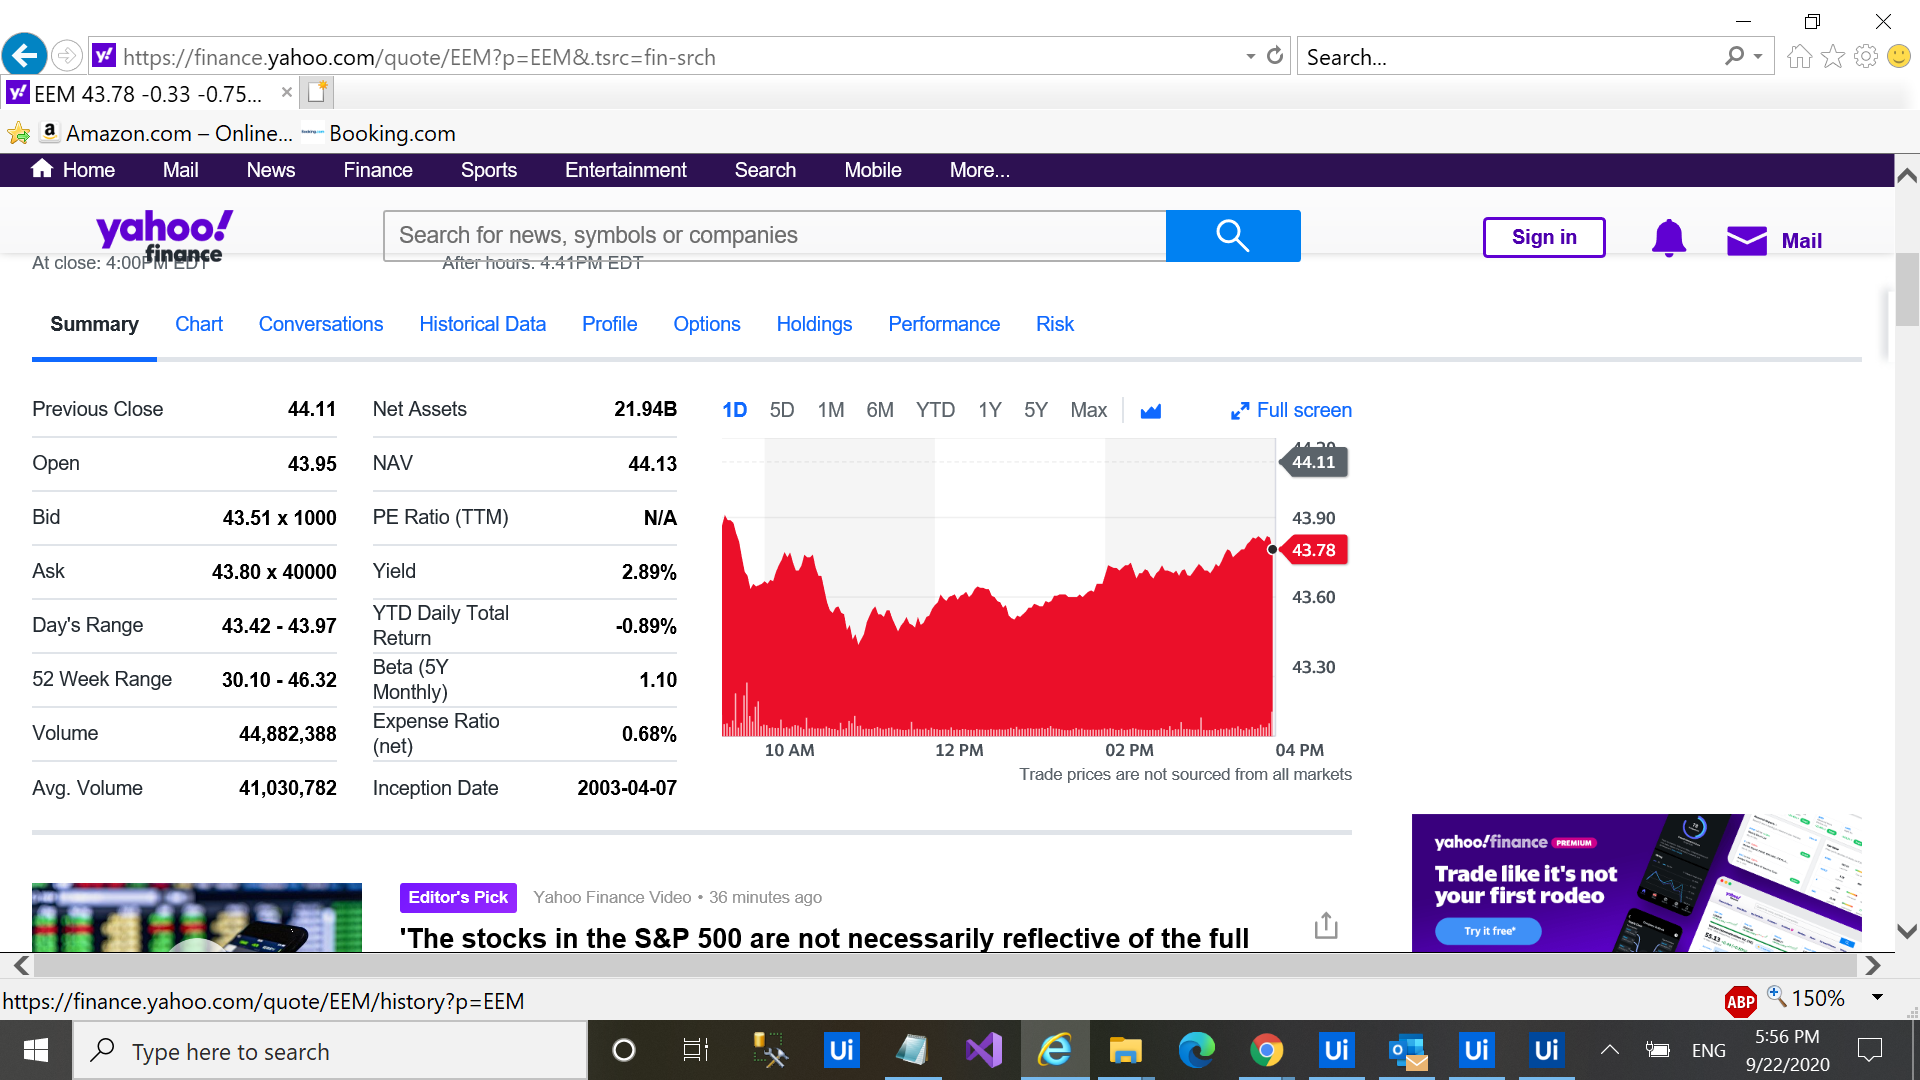 https://finance.yahoo.com/quote/EEM?p=EEM&.tsrc=fin-srch
Search...
EEM 43.78 -0.33 -0.75...
Amazon.com – Online...
Booking.com
Home Mail News Finance Sports Entertainment Search Mobile More...
yahoo!
finance
Search for news, symbols or companies
Sign in
Mail
At close: 4:00PM EDT
After hours: 4:41PM EDT
Summary Chart Conversations Historical Data Profile Options Holdings Performance Risk
Previous Close 44.11
Open 43.95
Bid 43.51 x 1000
Ask 43.80 x 40000
Day's Range 43.42 - 43.97
52 Week Range 30.10 - 46.32
Volume 44,882,388
Avg. Volume 41,030,782
Net Assets 21.94B
NAV 44.13
PE Ratio (TTM) N/A
Yield 2.89%
YTD Daily Total
Return -0.89%
Beta (5Y
Monthly) 1.10
Expense Ratio
(net) 0.68%
Inception Date 2003-04-07
1D 5D 1M 6M YTD 1Y 5Y Max
Full screen
44.20
44.11
43.90
43.78
43.60
43.30
10 AM 12 PM 02 PM 04 PM
Trade prices are not sourced from all markets
Editor's Pick Yahoo Finance Video • 36 minutes ago
'The stocks in the S&P 500 are not necessarily reflective of the full
yahoo!finance PREMIUM
Trade like it's not
your first rodeo
Try it free*
https://finance.yahoo.com/quote/EEM/history?p=EEM
ABP
150%
Type here to search
Ui
Ui
Ui
Ui
ENG
5:56 PM
9/22/2020